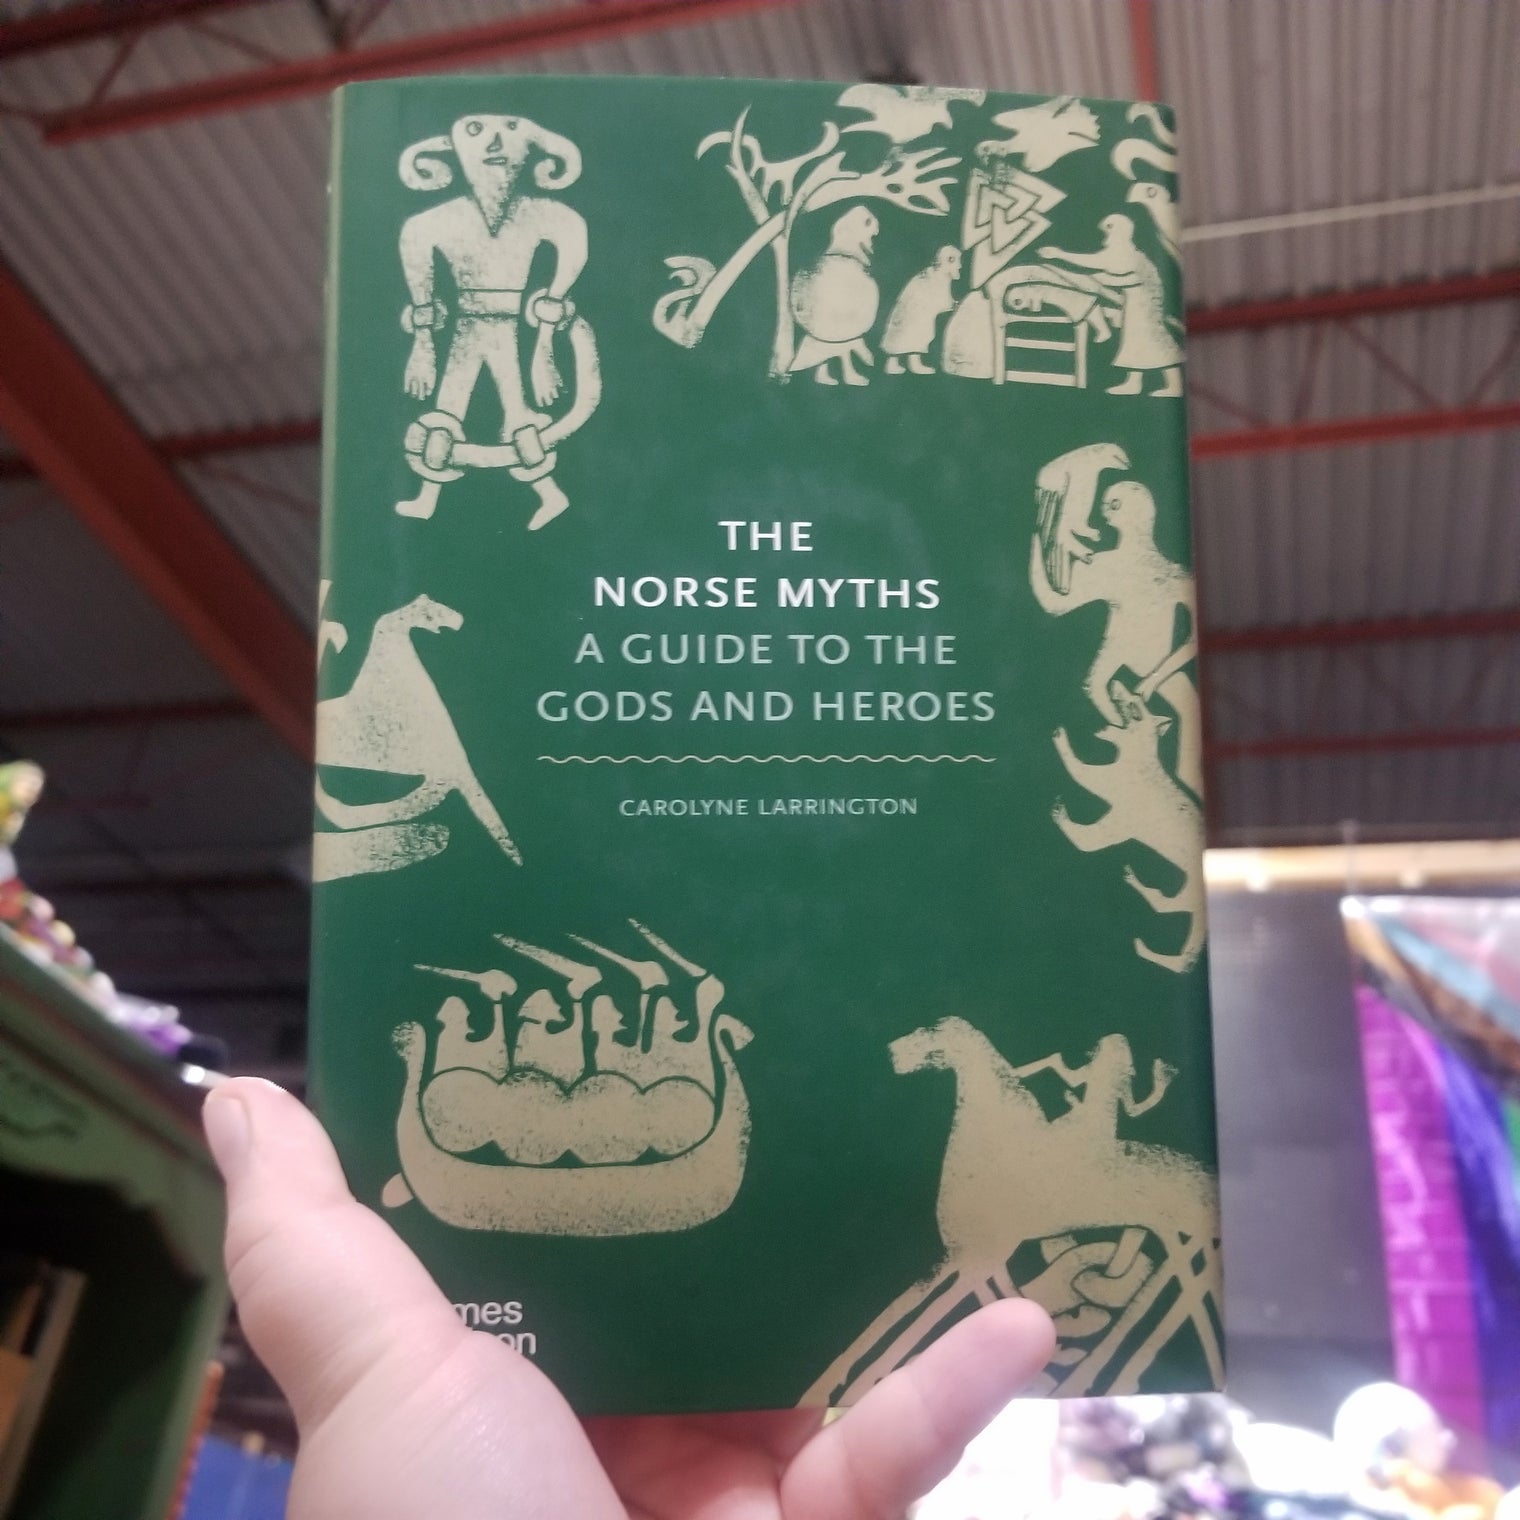 THE
NORSE MYTHS
A GUIDE TO THE
GODS AND HEROES
CAROLYNE LARRINGTON